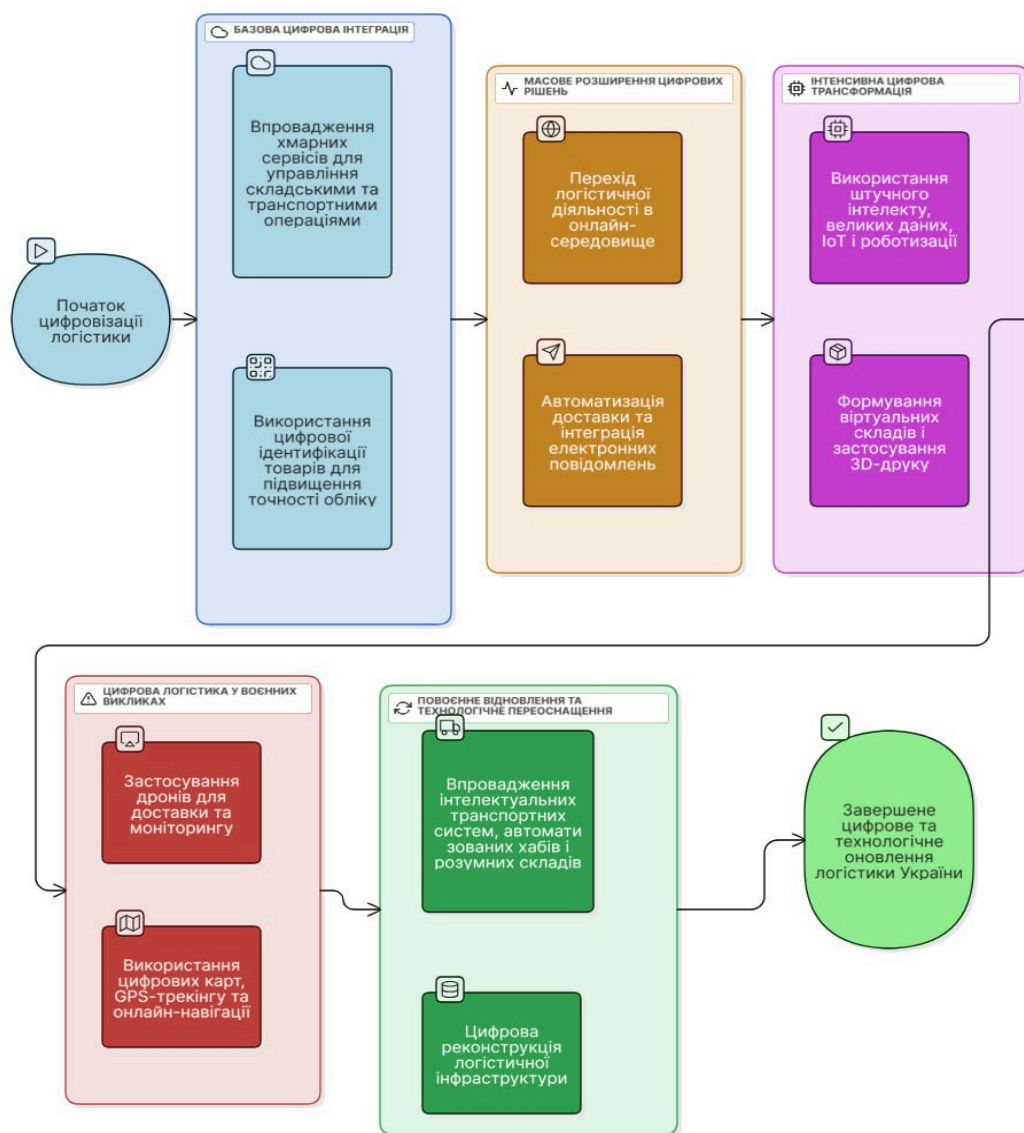 Початок
цифровізації
логістики
БАЗОВА ЦИФРОВА ІНТЕГРАЦІЯ
Впровадження
хмарних
сервісів для
управління
складськими та
транспортними
операціями
Використання
цифрової
ідентифікації
товарів для
підвищення
точності обліку
МАСОВЕ РОЗШИРЕННЯ ЦИФРОВИХ
РІШЕНЬ
Перехід
логістичної
діяльності в
онлайн-
середовище
Автоматизація
доставки та
інтеграція
електронних
повідомлень
ІНТЕНСИВНА ЦИФРОВА
ТРАНСФОРМАЦІЯ
Використання
штучного
інтелекту,
великих даних,
IoT і роботизації
Формування
віртуальних
складів і
застосування
3D-друку
ЦИФРОВА ЛОГІСТИКА У ВОЄННИХ
ВИКЛИКАХ
Застосування
дронів для
доставки та
моніторингу
Використання
цифрових карт,
GPS-трекінгу та
онлайн-навігації
ПОВОЄННЕ ВІДНОВЛЕННЯ ТА
ТЕХНОЛОГІЧНЕ ПЕРЕОСНАЩЕННЯ
Впровадження
інтелектуальних
транспортних
систем, автомати
зованих хабів і
розумних складів
Цифрова
реконструкція
логістичної
інфраструктури
Завершене
цифрове та
технологічне
оновлення
логістики України